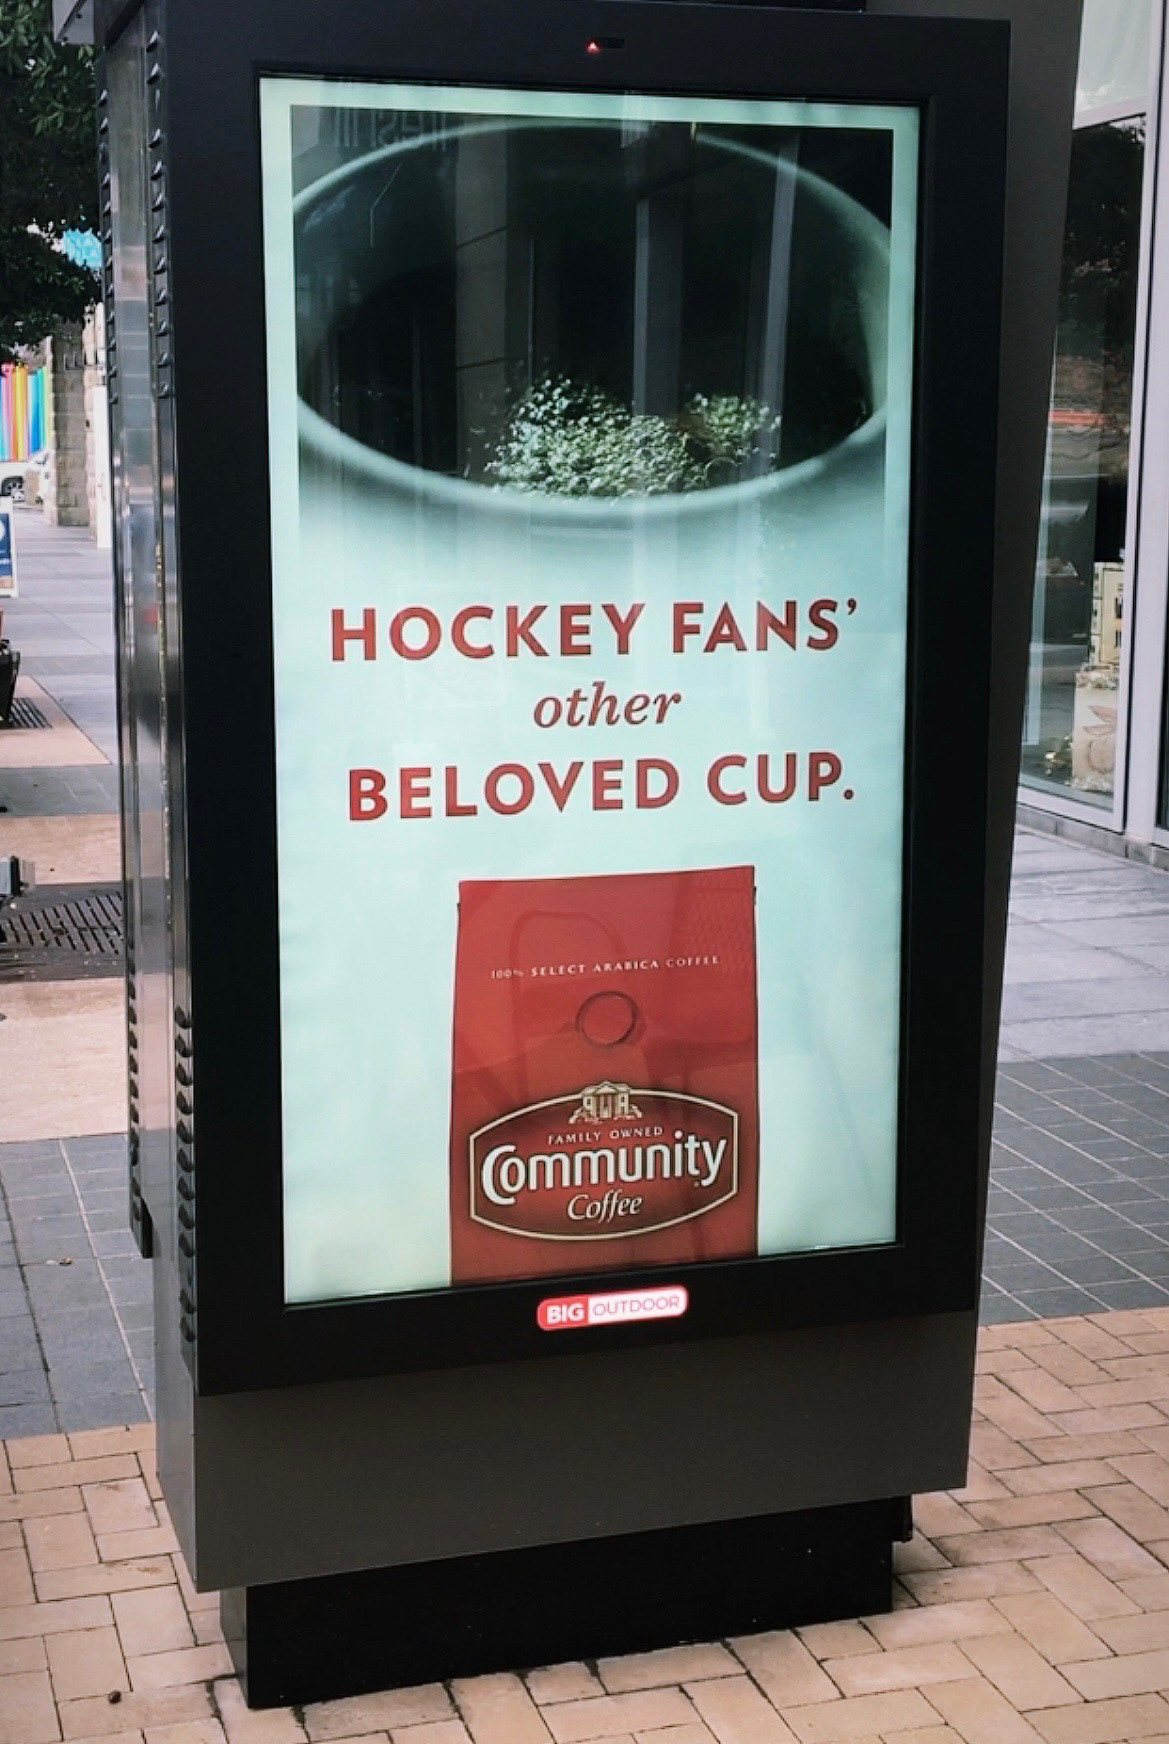 HOCKEY FANS’
other
BELOVED CUP.
100% SELECT ARABICA COFFEE
FAMILY OWNED
Community
Coffee
BIG OUTDOOR